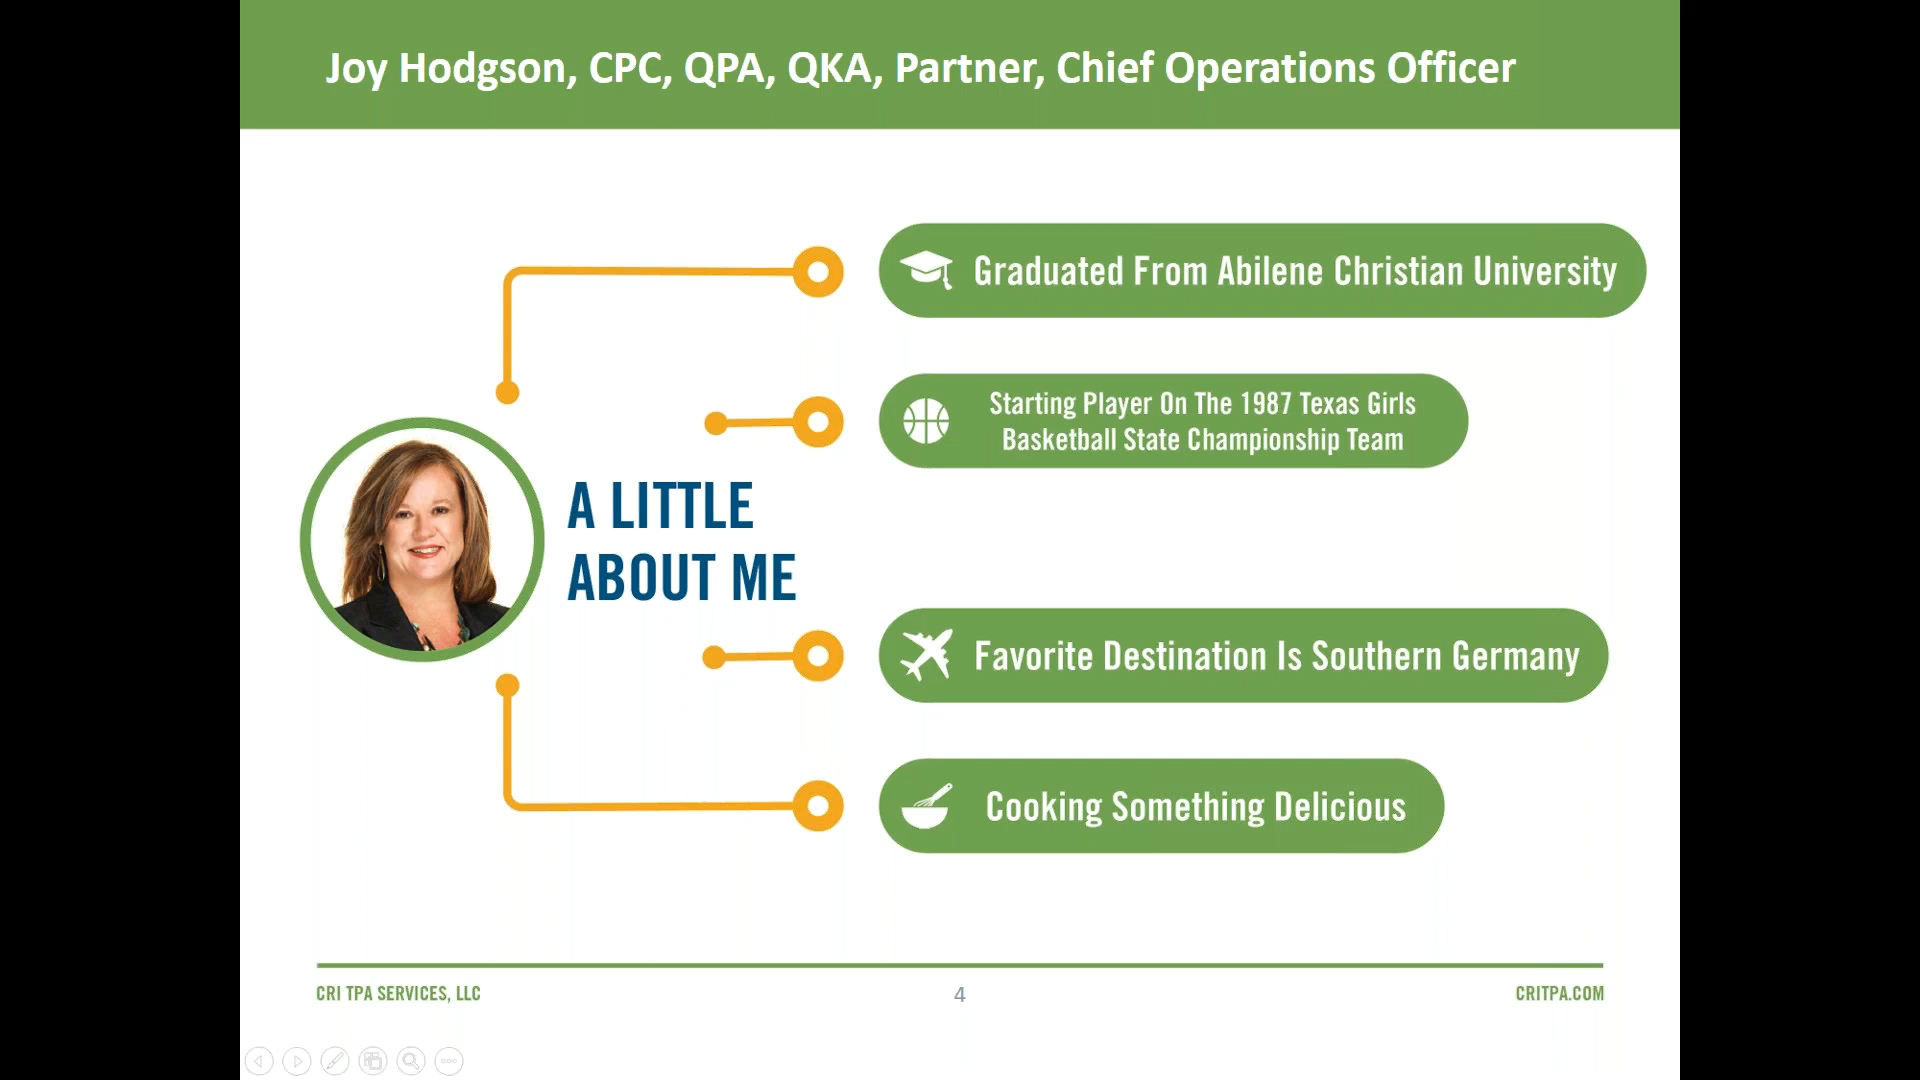 Joy Hodgson, CPC, QPA, QKA, Partner, Chief Operations Officer
Graduated From Abilene Christian University
Starting Player On The 1987 Texas Girls
Basketball State Championship Team
A LITTLE
ABOUT ME
Favorite Destination Is Southern Germany
Cooking Something Delicious
CRI TPA SERVICES, LLC
4
CRITPA.COM